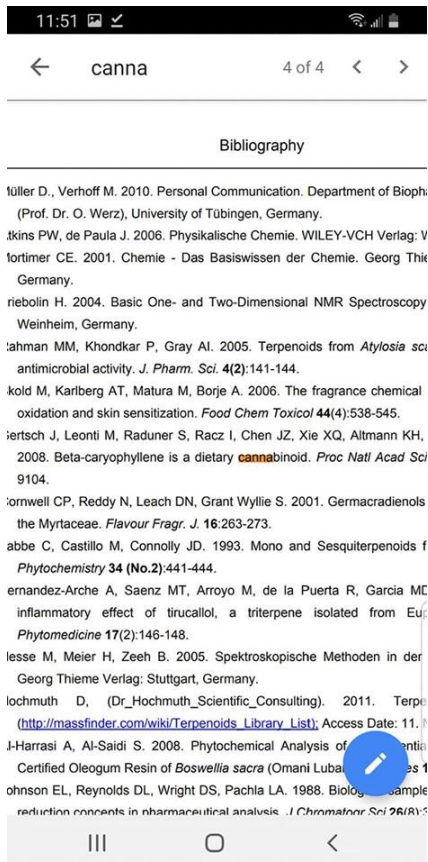 11:51
canna 4 of 4
Bibliography
Müller D., Verhoff M. 2010. Personal Communication. Department of Bioph
(Prof. Dr. O. Werz), University of Tübingen, Germany.
tkins PW, de Paula J. 2006. Physikalische Chemie. WILEY-VCH Verlag: W
Mortimer CE. 2001. Chemie - Das Basiswissen der Chemie. Georg Thie
Germany.
riebolin H. 2004. Basic One- and Two-Dimensional NMR Spectroscopy
Weinheim, Germany.
Rahman MM, Khondkar P, Gray AI. 2005. Terpenoids from Atylosia sca
antimicrobial activity. J. Pharm. Sci. 4(2):141-144.
kold M, Karlberg AT, Matura M, Borje A. 2006. The fragrance chemical
oxidation and skin sensitization. Food Chem Toxicol 44(4):538-545.
Gertsch J, Leonti M, Raduner S, Racz I, Chen JZ, Xie XQ, Altmann KH,
2008. Beta-caryophyllene is a dietary cannabinoid. Proc Natl Acad Sci
9104.
Cornwell CP, Reddy N, Leach DN, Grant Wyllie S. 2001. Germacradienols
the Myrtaceae. Flavour Fragr. J. 16:263-273.
abbe C, Castillo M, Connolly JD. 1993. Mono and Sesquiterpenoids f
Phytochemistry 34 (No.2):441-444.
ernandez-Arche A, Saenz MT, Arroyo M, de la Puerta R, Garcia MD
inflammatory effect of tirucallol, a triterpene isolated from Eup
Phytomedicine 17(2):146-148.
lesse M, Meier H, Zeeh B. 2005. Spektroskopische Methoden in der
Georg Thieme Verlag: Stuttgart, Germany.
lochmuth D, (Dr_Hochmuth_Scientific_Consulting). 2011. Terpe
(http://massfinder.com/wiki/Terpenoids_Library_List); Access Date: 11.
l-Harrasi A, Al-Saidi S. 2008. Phytochemical Analysis of
Certified Oleogum Resin of Boswellia sacra (Omani Luba
ohnson EL, Reynolds DL, Wright DS, Pachla LA. 1988. Biolog ample
reduction concepts in pharmaceutical analysis. J Chromatogr Sci 26(8):3